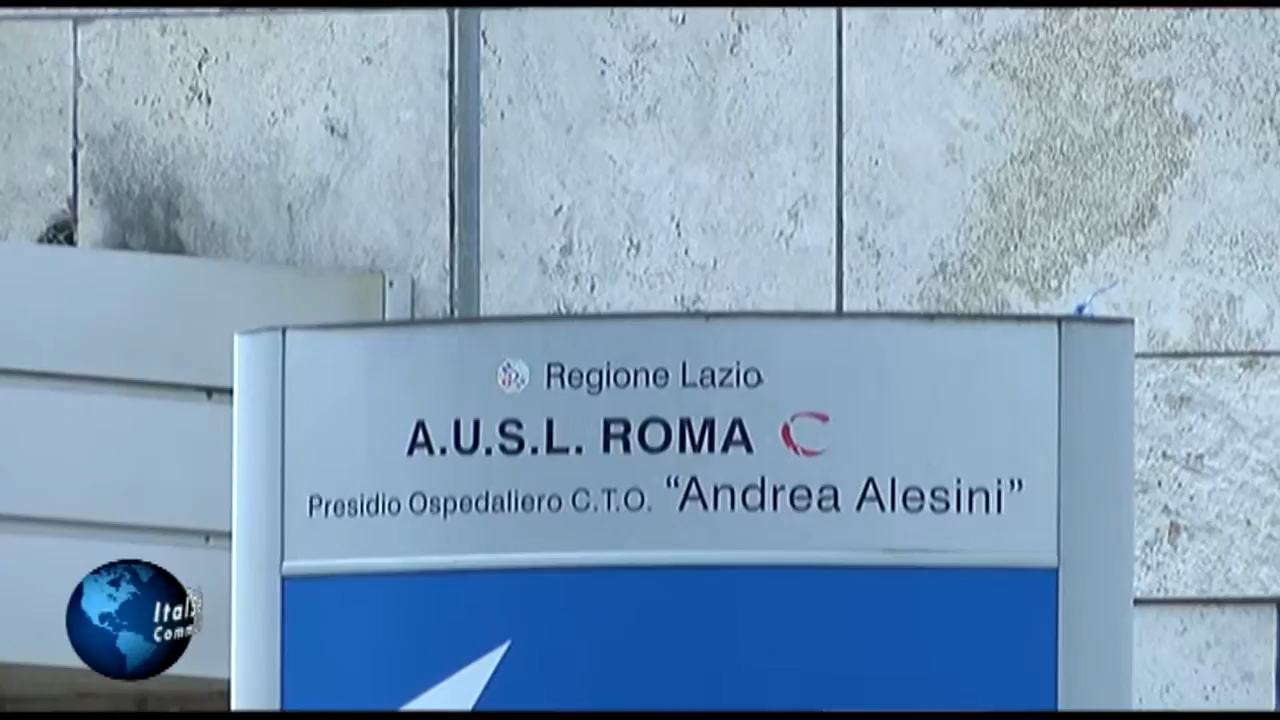 Regione Lazio
A.U.S.L. ROMA C
Presidio Ospedaliero C.T.O. “Andrea Alesini”